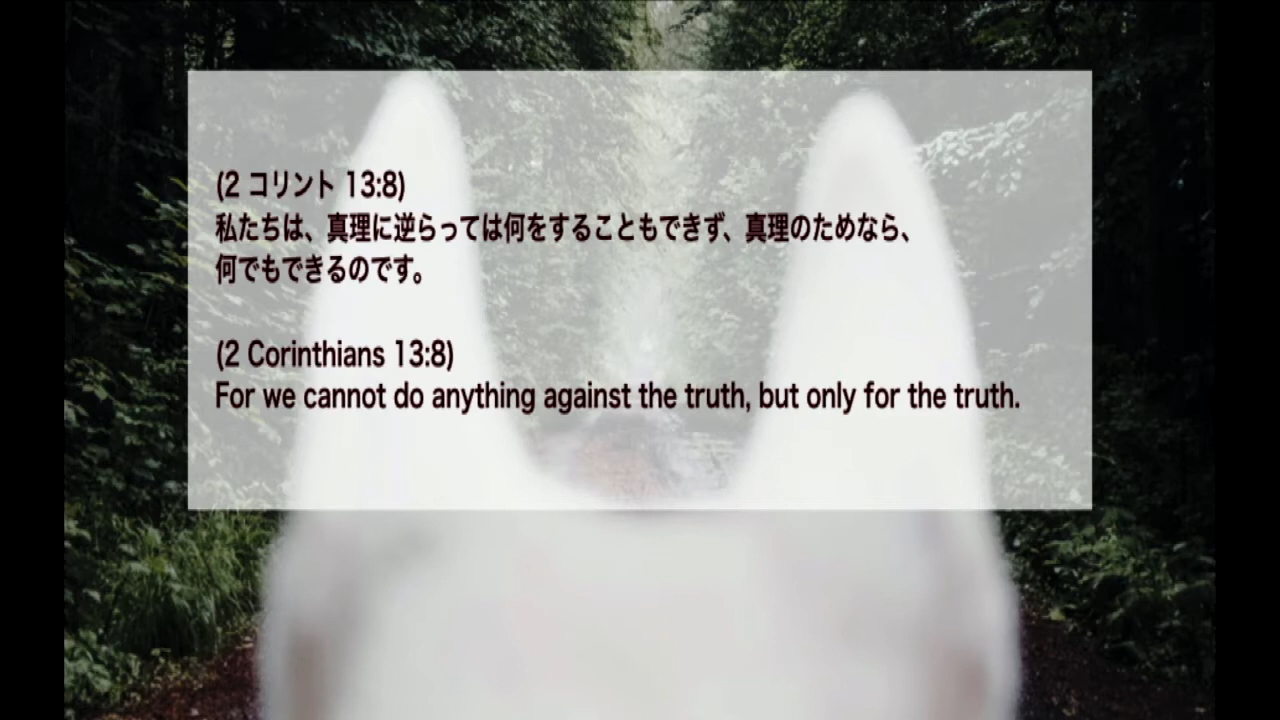 (2 コリント 13:8)
私たちは、真理に逆らっては何をすることもできず、真理のためなら、
何でもできるのです。
(2 Corinthians 13:8)
For we cannot do anything against the truth, but only for the truth.